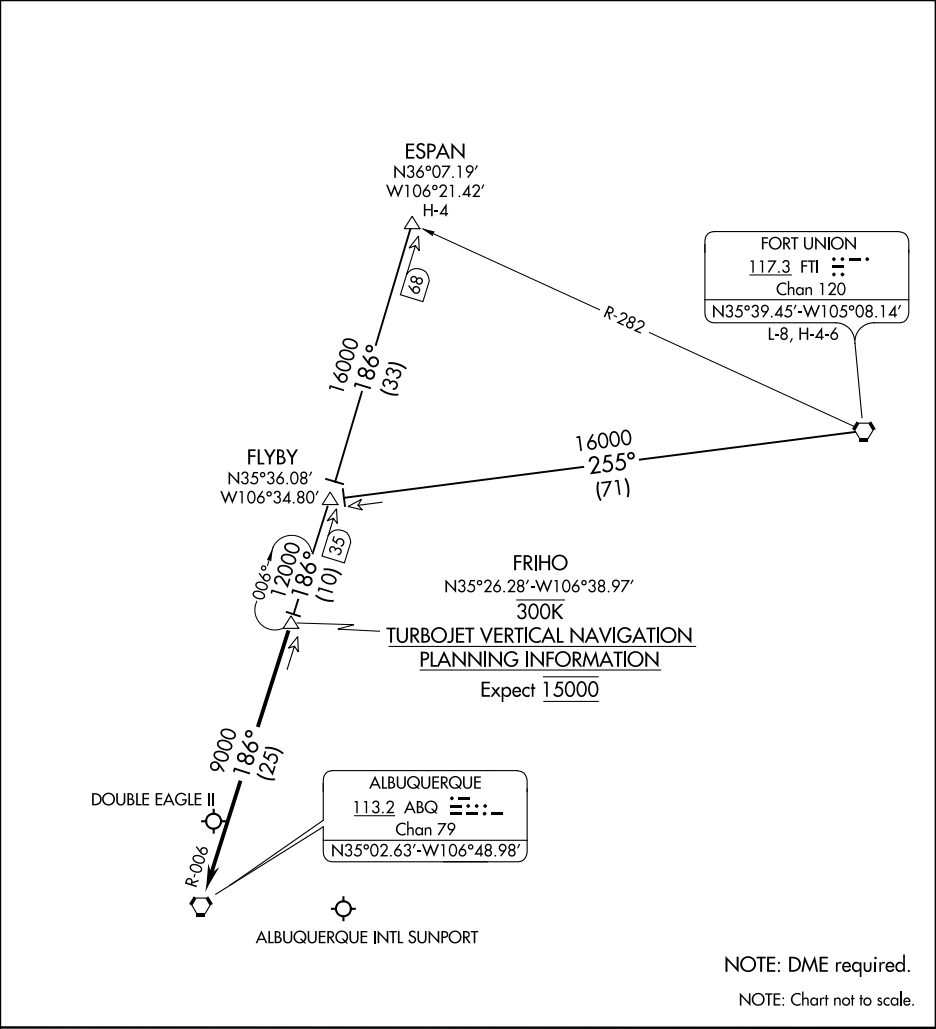 ESPAN
N36°07.19'
W106°21.42'
H-4
FORT UNION
117.3 FTI
Chan 120
N35°39.45'-W105°08.14'
L-8, H-4-6
68
R-282
16000
186°
(33)
16000
255°
(71)
FLYBY
N35°36.08'
W106°34.80'
35
006°
12000
186°
(10)
FRIHO
N35°26.28'-W106°38.97'
300K
TURBOJET VERTICAL NAVIGATION
PLANNING INFORMATION
Expect 15000
9000
186°
(25)
DOUBLE EAGLE II
ALBUQUERQUE
113.2 ABQ
Chan 79
N35°02.63'-W106°48.98'
R-006
ALBUQUERQUE INTL SUNPORT
NOTE: DME required.
NOTE: Chart not to scale.